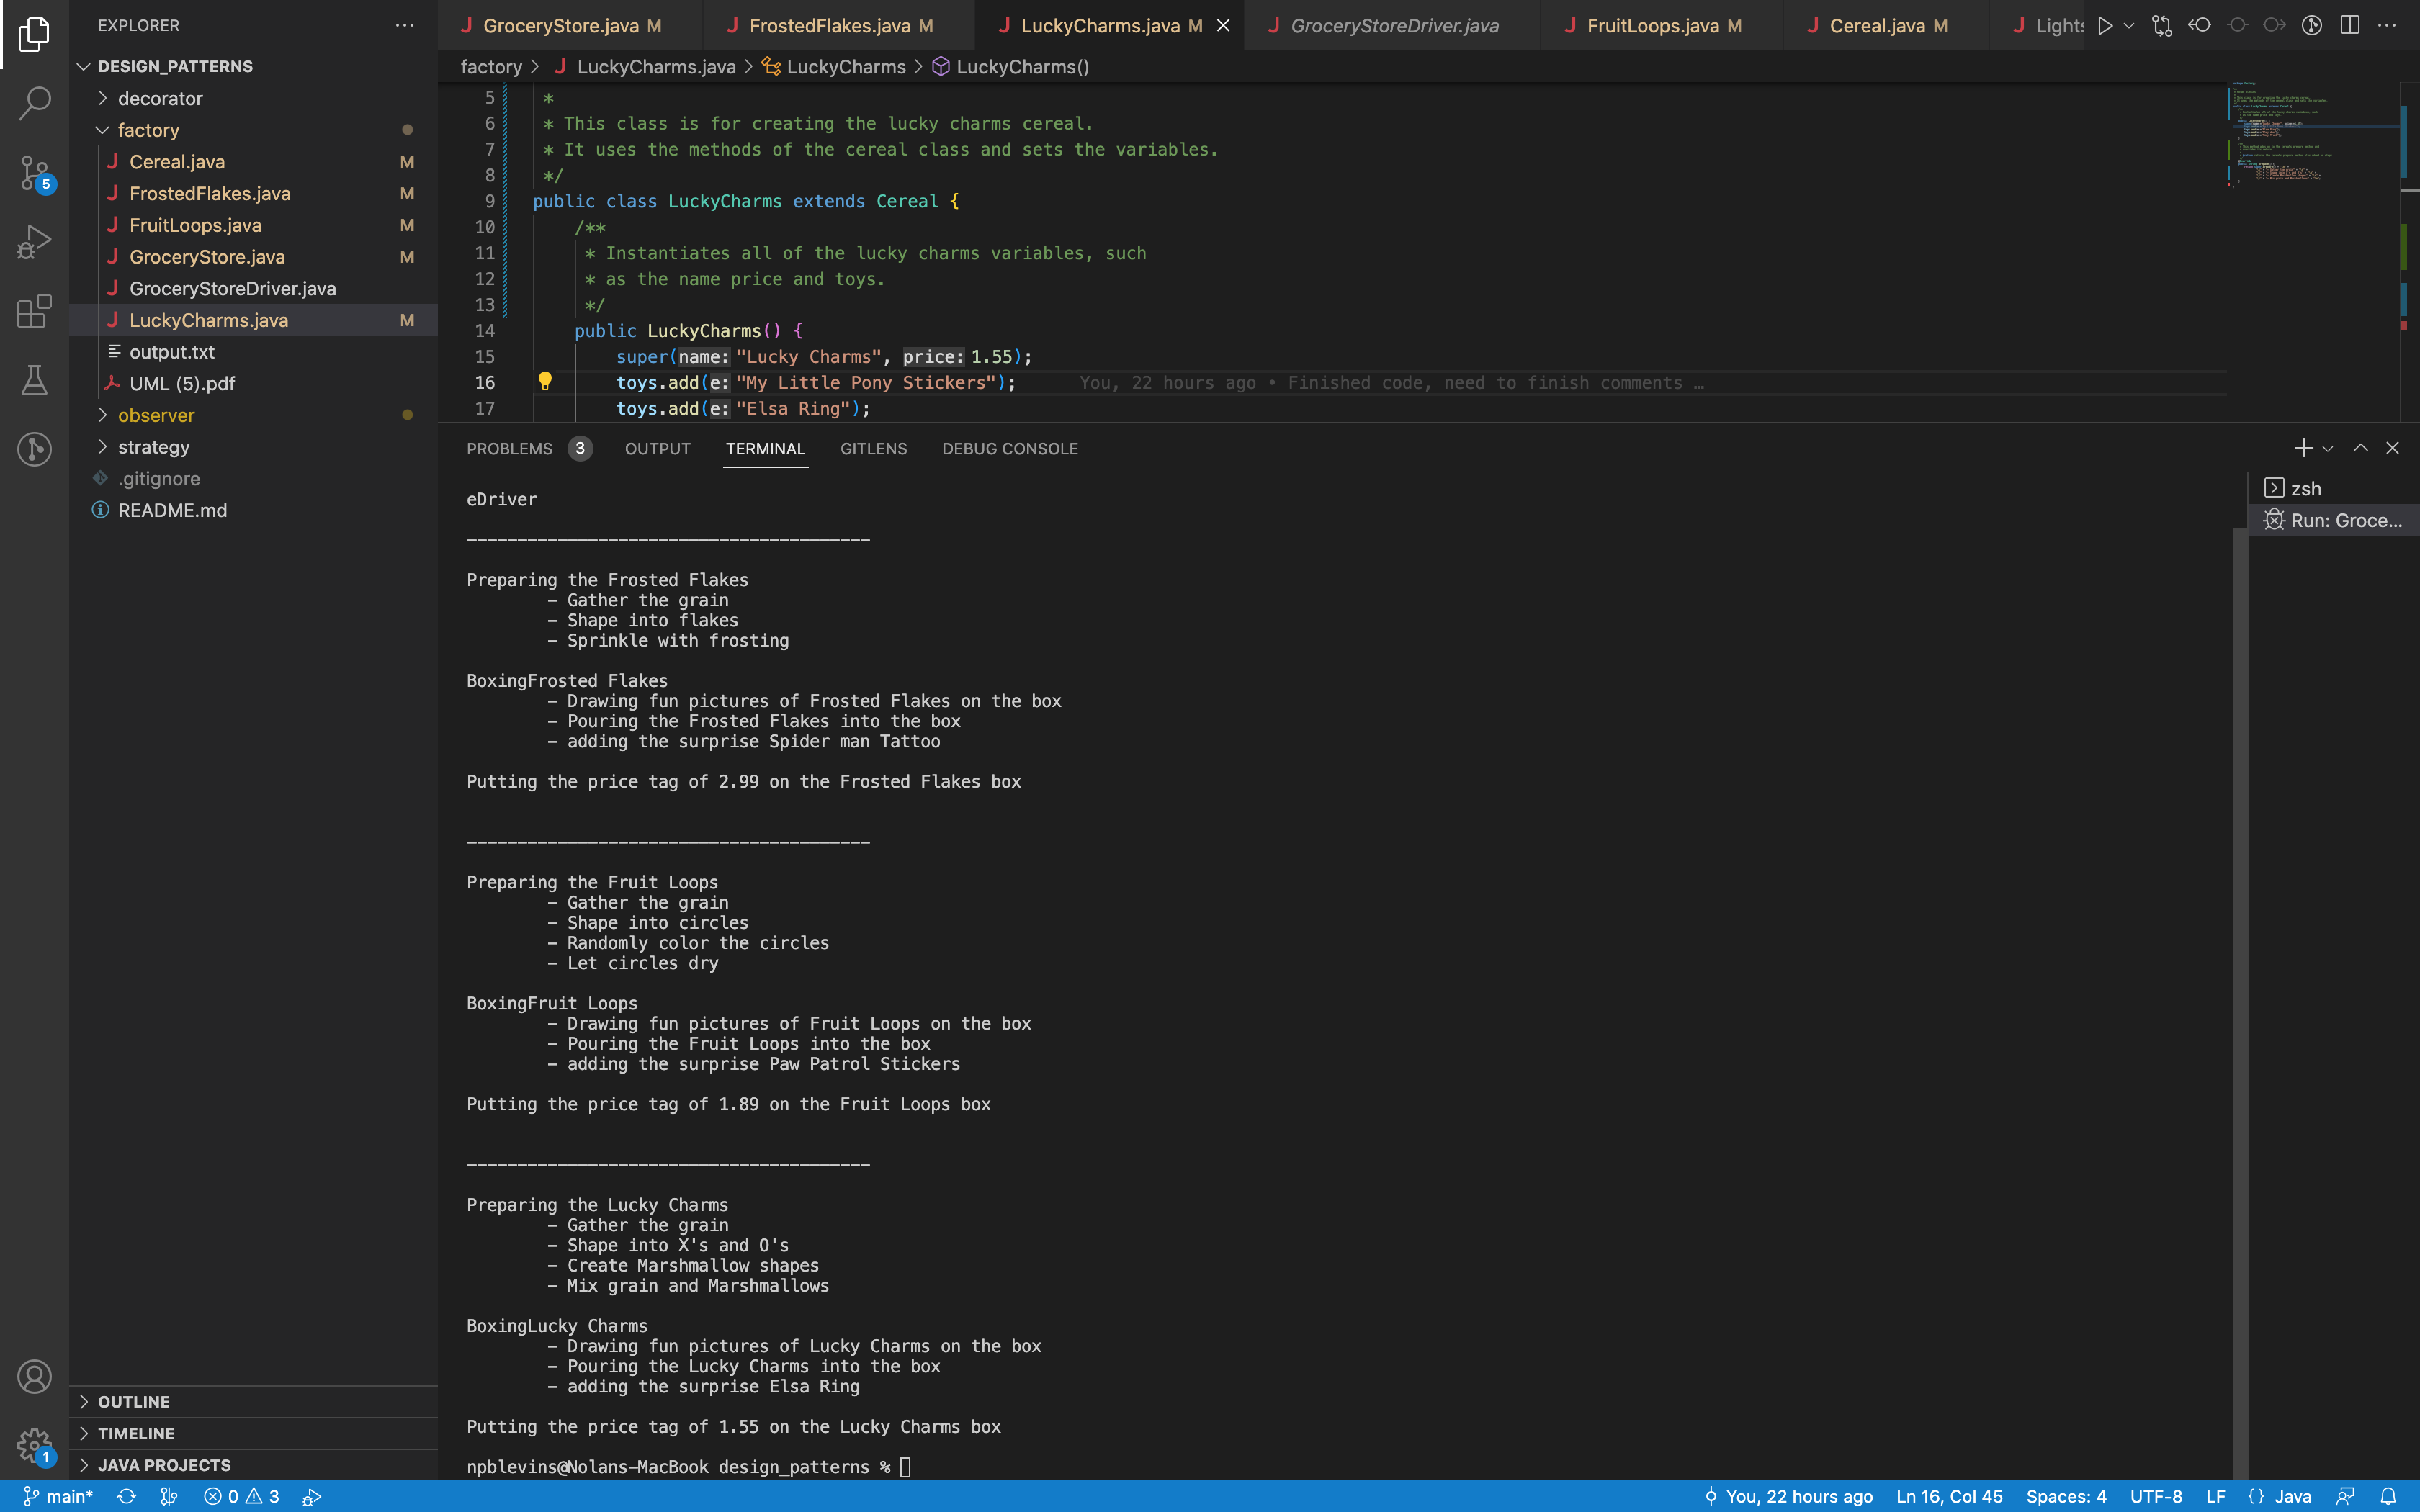 EXPLORER
DESIGN_PATTERNS
decorator
factory
Cereal.java M
FrostedFlakes.java M
FruitLoops.java M
GroceryStore.java M
GroceryStoreDriver.java
LuckyCharms.java M
output.txt
UML (5).pdf
observer
strategy
.gitignore
README.md
5
1
OUTLINE
TIMELINE
JAVA PROJECTS
GroceryStore.java M FrostedFlakes.java M LuckyCharms.java M GroceryStoreDriver.java FruitLoops.java M Cereal.java M Lights
factory > LuckyCharms.java > LuckyCharms > LuckyCharms()
5 *
6 * This class is for creating the lucky charms cereal.
7 * It uses the methods of the cereal class and sets the variables.
8 */
9 public class LuckyCharms extends Cereal {
10 /**
11 * Instantiates all of the lucky charms variables, such
12 * as the name price and toys.
13 */
14 public LuckyCharms() {
15 super(name: "Lucky Charms", price: 1.55);
16 toys.add(e: "My Little Pony Stickers"); You, 22 hours ago • Finished code, need to finish comments …
17 toys.add(e: "Elsa Ring");
PROBLEMS 3 OUTPUT TERMINAL GITLENS DEBUG CONSOLE
zsh
Run: Groce...
eDriver
----------------------------------------
Preparing the Frosted Flakes
- Gather the grain
- Shape into flakes
- Sprinkle with frosting
BoxingFrosted Flakes
- Drawing fun pictures of Frosted Flakes on the box
- Pouring the Frosted Flakes into the box
- adding the surprise Spider man Tattoo
Putting the price tag of 2.99 on the Frosted Flakes box
----------------------------------------
Preparing the Fruit Loops
- Gather the grain
- Shape into circles
- Randomly color the circles
- Let circles dry
BoxingFruit Loops
- Drawing fun pictures of Fruit Loops on the box
- Pouring the Fruit Loops into the box
- adding the surprise Paw Patrol Stickers
Putting the price tag of 1.89 on the Fruit Loops box
----------------------------------------
Preparing the Lucky Charms
- Gather the grain
- Shape into X's and O's
- Create Marshmallow shapes
- Mix grain and Marshmallows
BoxingLucky Charms
- Drawing fun pictures of Lucky Charms on the box
- Pouring the Lucky Charms into the box
- adding the surprise Elsa Ring
Putting the price tag of 1.55 on the Lucky Charms box
npblevins@Nolans-MacBook design_patterns %
main* 0 3 You, 22 hours ago Ln 16, Col 45 Spaces: 4 UTF-8 LF {} Java